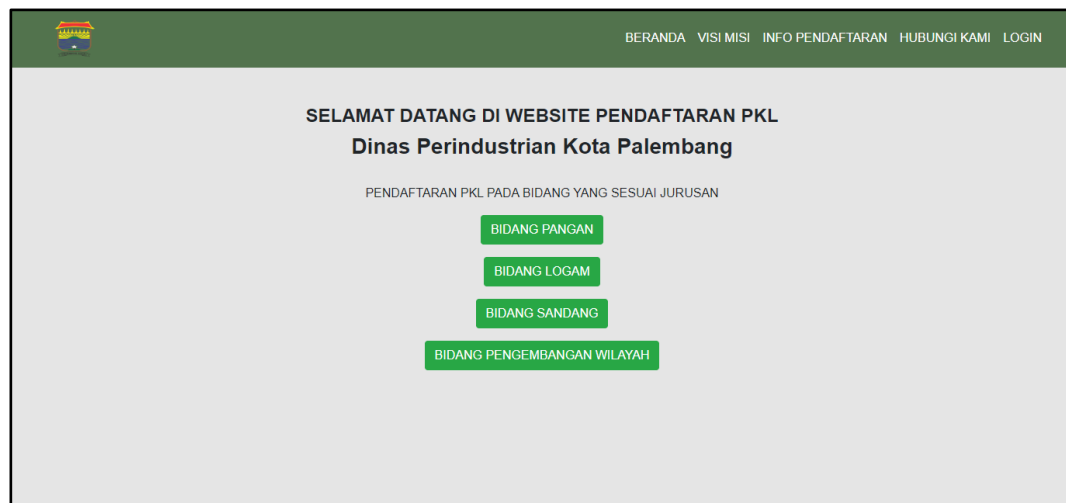 BERANDA VISI MISI INFO PENDAFTARAN HUBUNGI KAMI LOGIN
SELAMAT DATANG DI WEBSITE PENDAFTARAN PKL
Dinas Perindustrian Kota Palembang
PENDAFTARAN PKL PADA BIDANG YANG SESUAI JURUSAN
BIDANG PANGAN
BIDANG LOGAM
BIDANG SANDANG
BIDANG PENGEMBANGAN WILAYAH